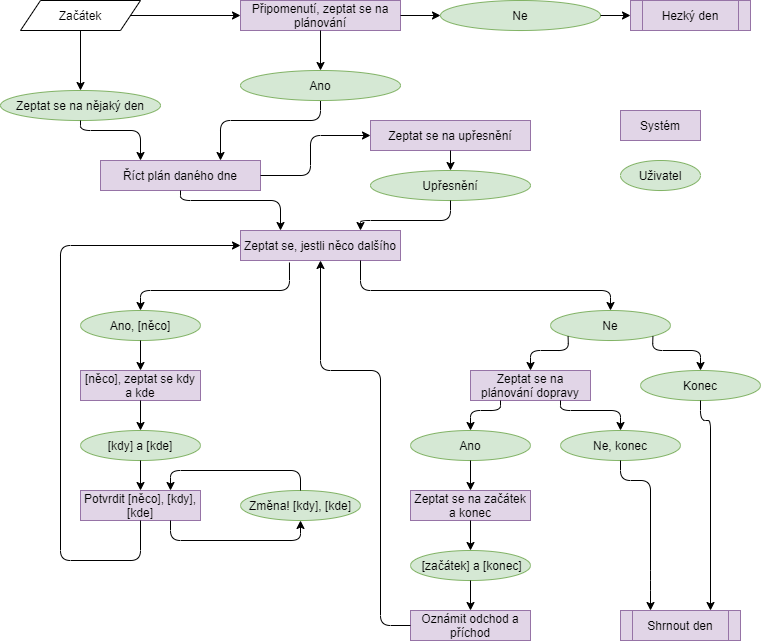 Začátek
Připomenutí, zeptat se na
plánování
Ne
Hezký den
Ano
Zeptat se na nějaký den
Zeptat se na upřesnění
Systém
Říct plán daného dne
Upřesnění
Uživatel
Zeptat se, jestli něco dalšího
Ano, [něco]
Ne
[něco], zeptat se kdy
a kde
Zeptat se na
plánování dopravy
Konec
[kdy] a [kde]
Ano
Ne, konec
Potvrdit [něco], [kdy],
[kde]
Změna! [kdy], [kde]
Zeptat se na začátek
a konec
[začátek] a [konec]
Oznámit odchod a
příchod
Shrnout den